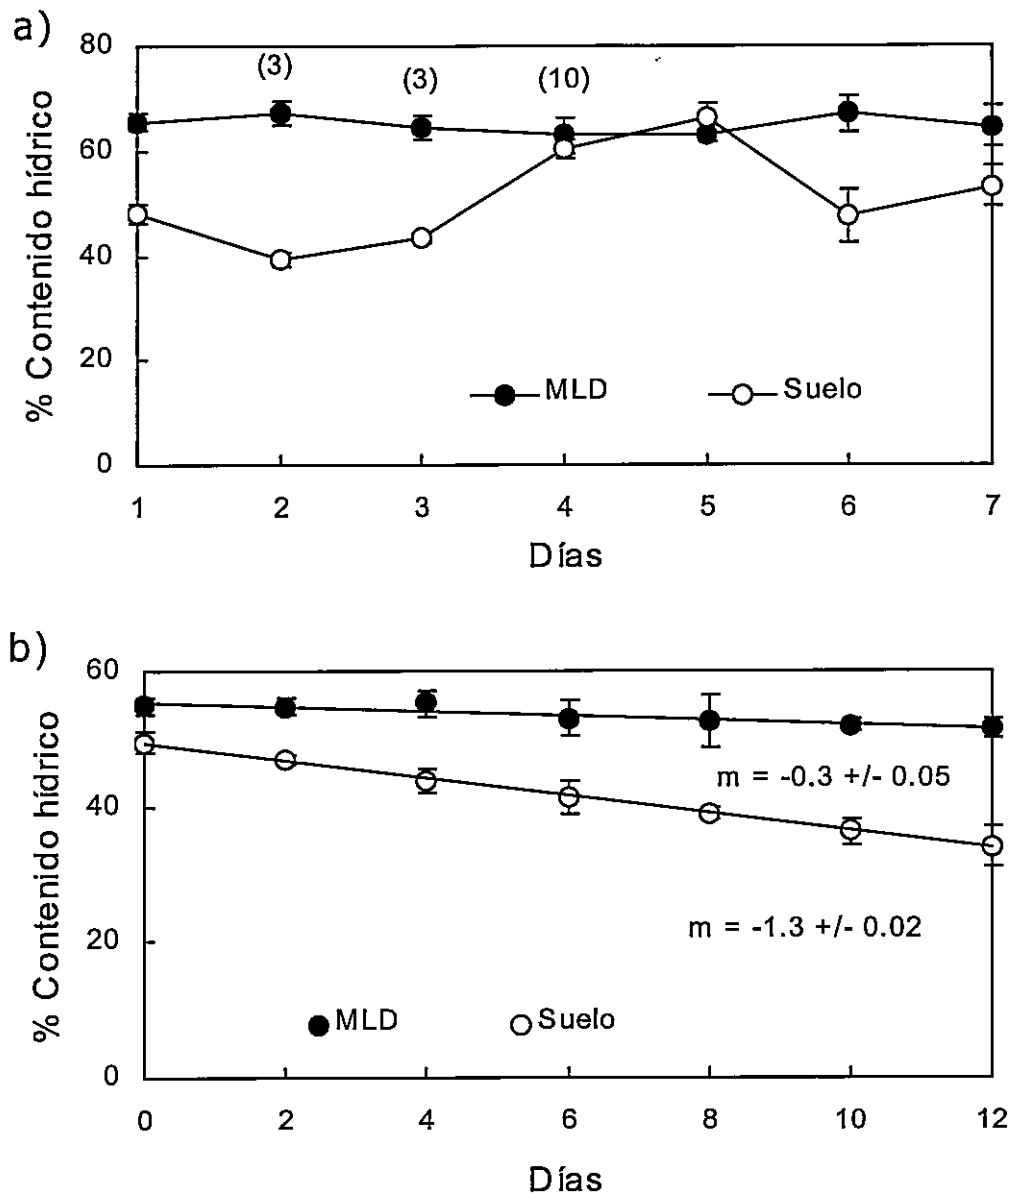 a)
80
(3)
(3)
(10)
60
40
20
0
% Contenido hídrico
MLD
Suelo
1 2 3 4 5 6 7
Días
b)
60
40
20
0
% Contenido hídrico
m = -0.3 +/- 0.05
m = -1.3 +/- 0.02
MLD
Suelo
0 2 4 6 8 10 12
Días